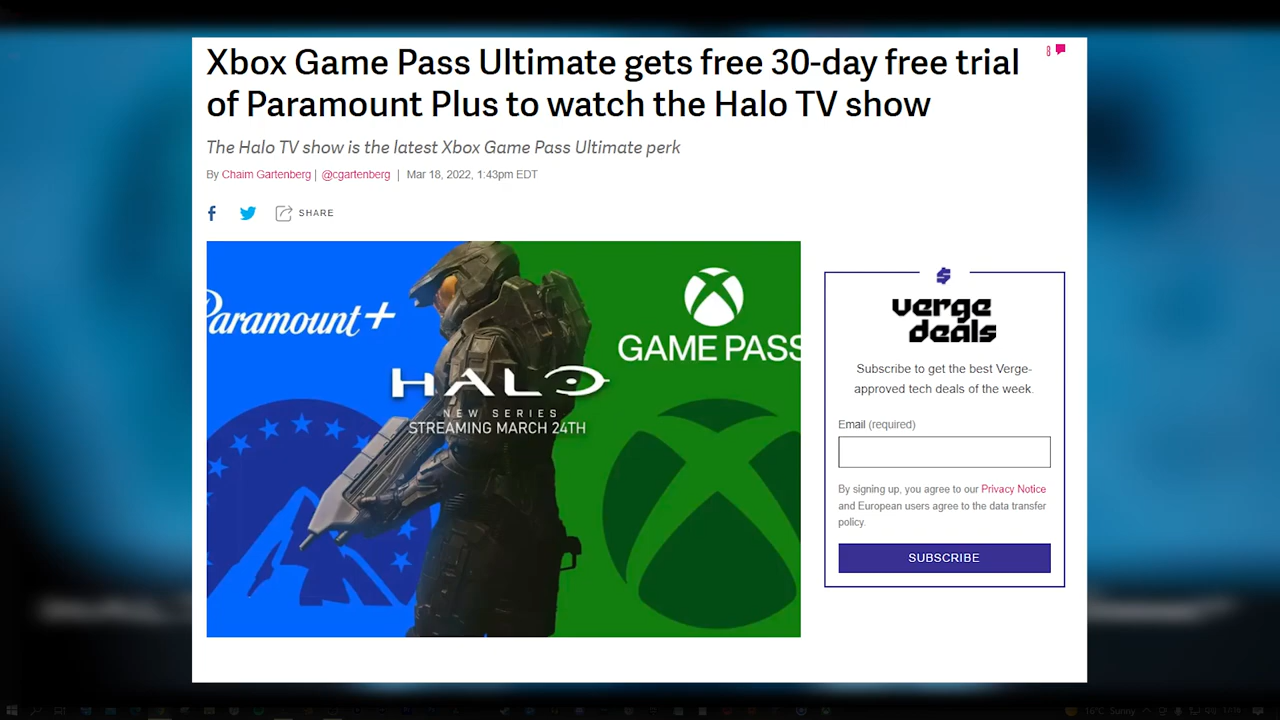 Xbox Game Pass Ultimate gets free 30-day free trial
of Paramount Plus to watch the Halo TV show
8
The Halo TV show is the latest Xbox Game Pass Ultimate perk
By Chaim Gartenberg | @cgartenberg | Mar 18, 2022, 1:43pm EDT
SHARE
Paramount+
GAME PASS
HALO
NEW SERIES
STREAMING MARCH 24TH
verge
deals
Subscribe to get the best Verge-
approved tech deals of the week.
Email (required)
By signing up, you agree to our Privacy Notice
and European users agree to the data transfer
policy.
SUBSCRIBE
16°C Sunny